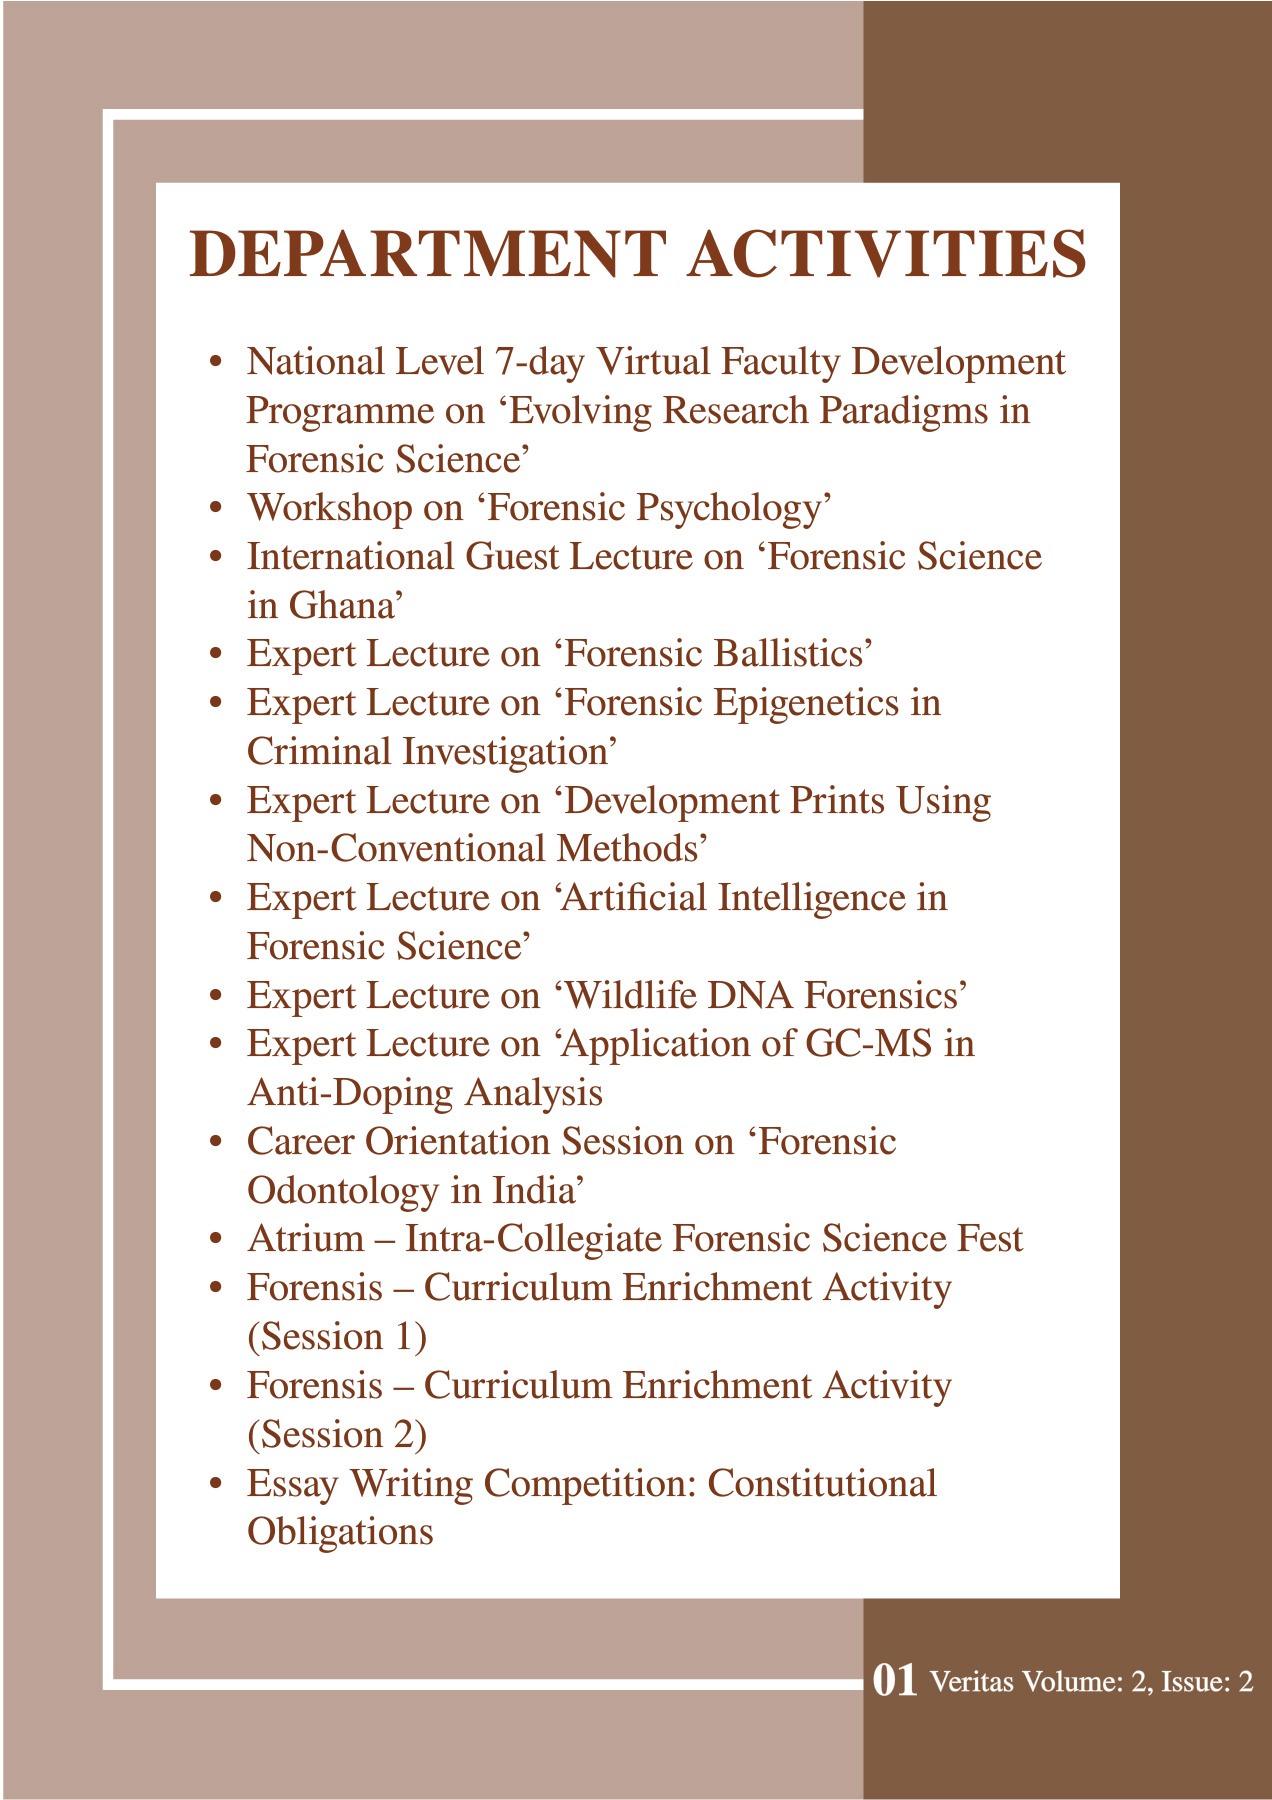 DEPARTMENT ACTIVITIES
• National Level 7-day Virtual Faculty Development
Programme on ‘Evolving Research Paradigms in
Forensic Science’
• Workshop on ‘Forensic Psychology’
• International Guest Lecture on ‘Forensic Science
in Ghana’
• Expert Lecture on ‘Forensic Ballistics’
• Expert Lecture on ‘Forensic Epigenetics in
Criminal Investigation’
• Expert Lecture on ‘Development Prints Using
Non-Conventional Methods’
• Expert Lecture on ‘Artificial Intelligence in
Forensic Science’
• Expert Lecture on ‘Wildlife DNA Forensics’
• Expert Lecture on ‘Application of GC-MS in
Anti-Doping Analysis
• Career Orientation Session on ‘Forensic
Odontology in India’
• Atrium – Intra-Collegiate Forensic Science Fest
• Forensis – Curriculum Enrichment Activity
(Session 1)
• Forensis – Curriculum Enrichment Activity
(Session 2)
• Essay Writing Competition: Constitutional
Obligations
01 Veritas Volume: 2, Issue: 2